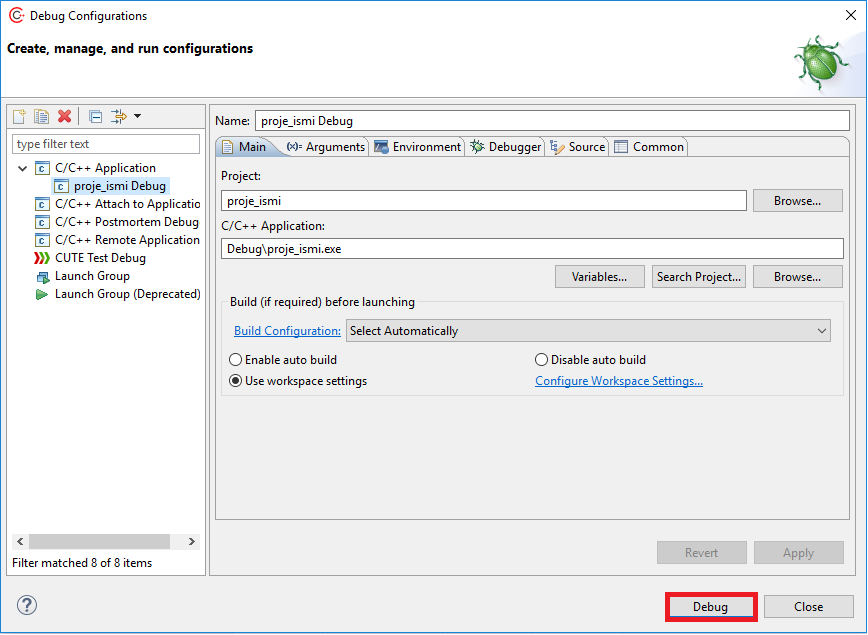 Debug Configurations
Create, manage, and run configurations
type filter text
C/C++ Application
proje_ismi Debug
C/C++ Attach to Applicatio
C/C++ Postmortem Debug
C/C++ Remote Application
CUTE Test Debug
Launch Group
Launch Group (Deprecated)
Filter matched 8 of 8 items
Name: proje_ismi Debug
Main (x)= Arguments Environment Debugger Source Common
Project:
proje_ismi Browse...
C/C++ Application:
Debug\proje_ismi.exe
Variables... Search Project... Browse...
Build (if required) before launching
Build Configuration: Select Automatically
Enable auto build Disable auto build
Use workspace settings Configure Workspace Settings...
Revert Apply
? Debug Close